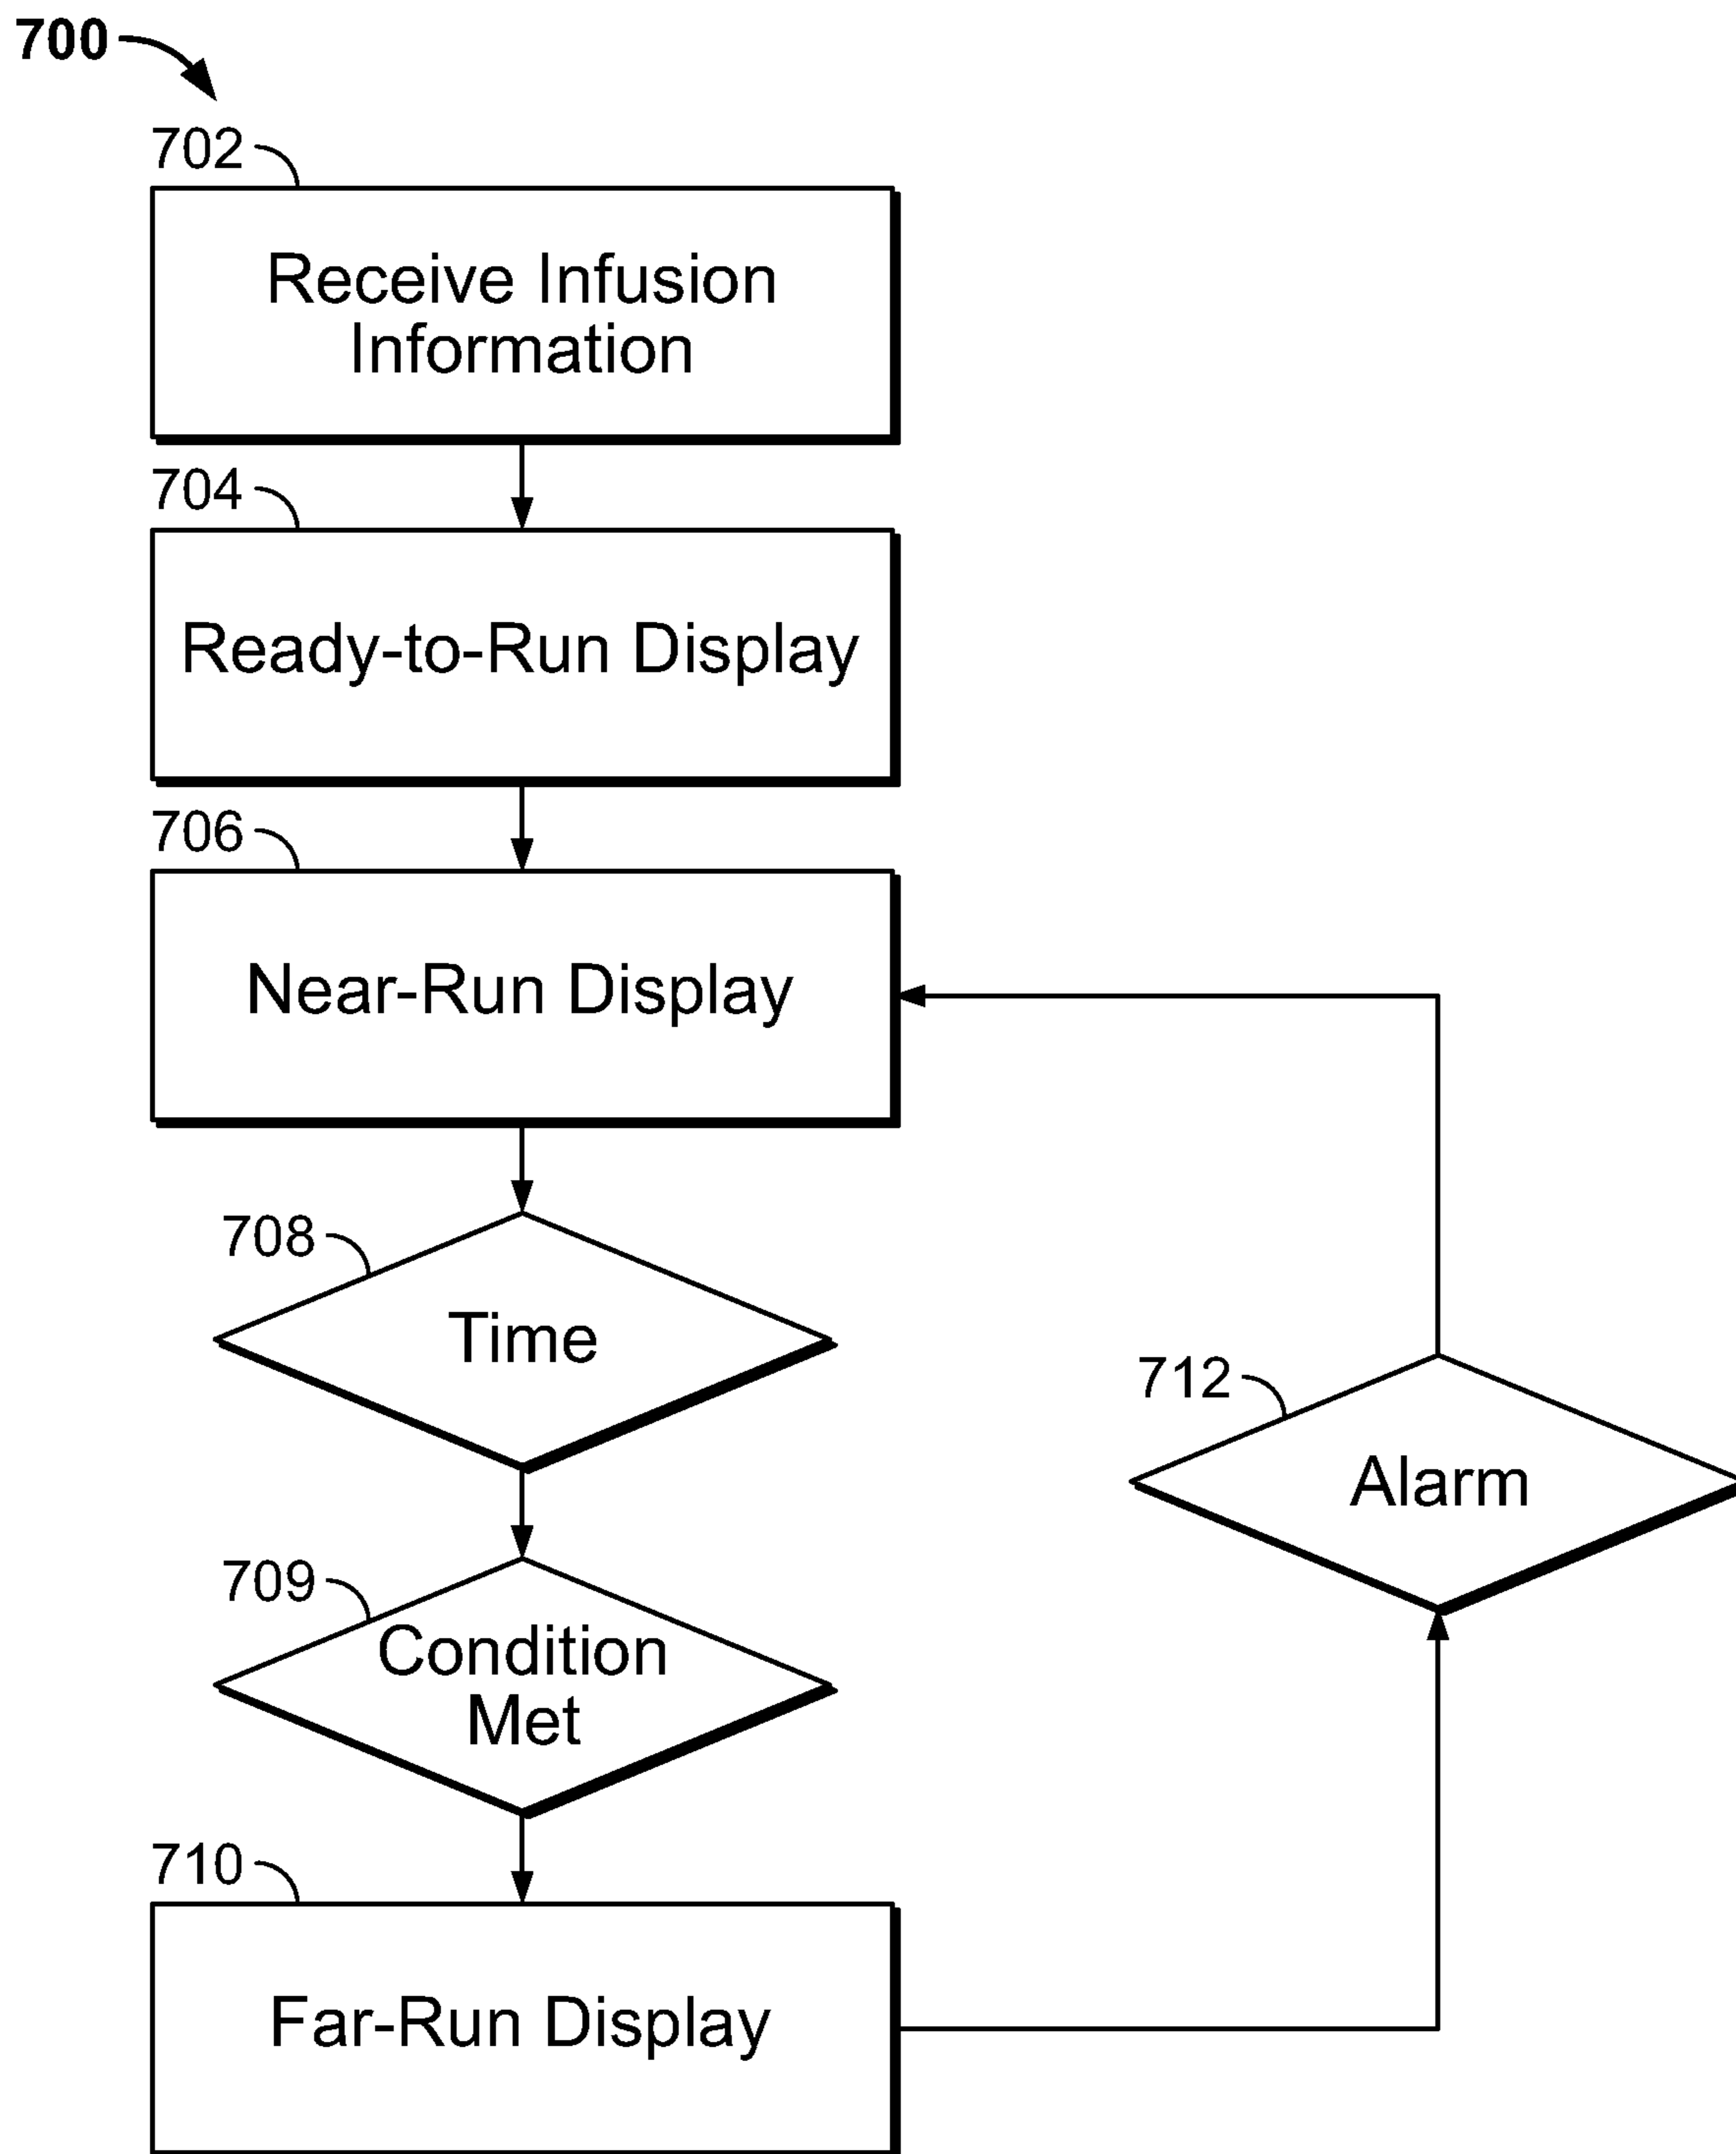 700
702
Receive Infusion
Information
704
Ready-to-Run Display
706
Near-Run Display
708
Time
712
Alarm
709
Condition
Met
710
Far-Run Display